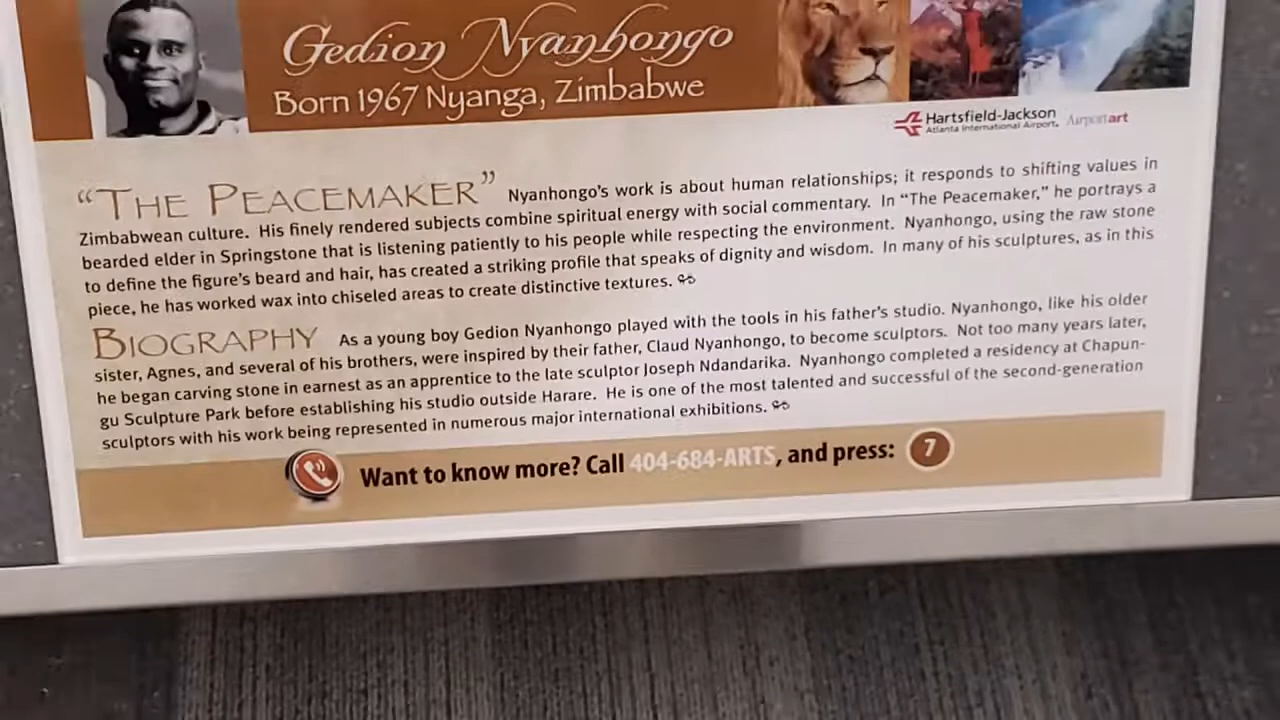 Gedion Nyanhongo
Born 1967 Nyanga, Zimbabwe
Hartsfield-Jackson
Atlanta International Airport.
Airportart
“THE PEACEMAKER” Nyanhongo’s work is about human relationships; it responds to shifting values in
Zimbabwean culture. His finely rendered subjects combine spiritual energy with social commentary. In “The Peacemaker,” he portrays a
bearded elder in Springstone that is listening patiently to his people while respecting the environment. Nyanhongo, using the raw stone
to define the figure’s beard and hair, has created a striking profile that speaks of dignity and wisdom. In many of his sculptures, as in this
piece, he has worked wax into chiseled areas to create distinctive textures.
BIOGRAPHY As a young boy Gedion Nyanhongo played with the tools in his father’s studio. Nyanhongo, like his older
sister, Agnes, and several of his brothers, were inspired by their father, Claud Nyanhongo, to become sculptors. Not too many years later,
he began carving stone in earnest as an apprentice to the late sculptor Joseph Ndandarika. Nyanhongo completed a residency at Chapun-
gu Sculpture Park before establishing his studio outside Harare. He is one of the most talented and successful of the second-generation
sculptors with his work being represented in numerous major international exhibitions.
Want to know more? Call 404-684-ARTS, and press: 7